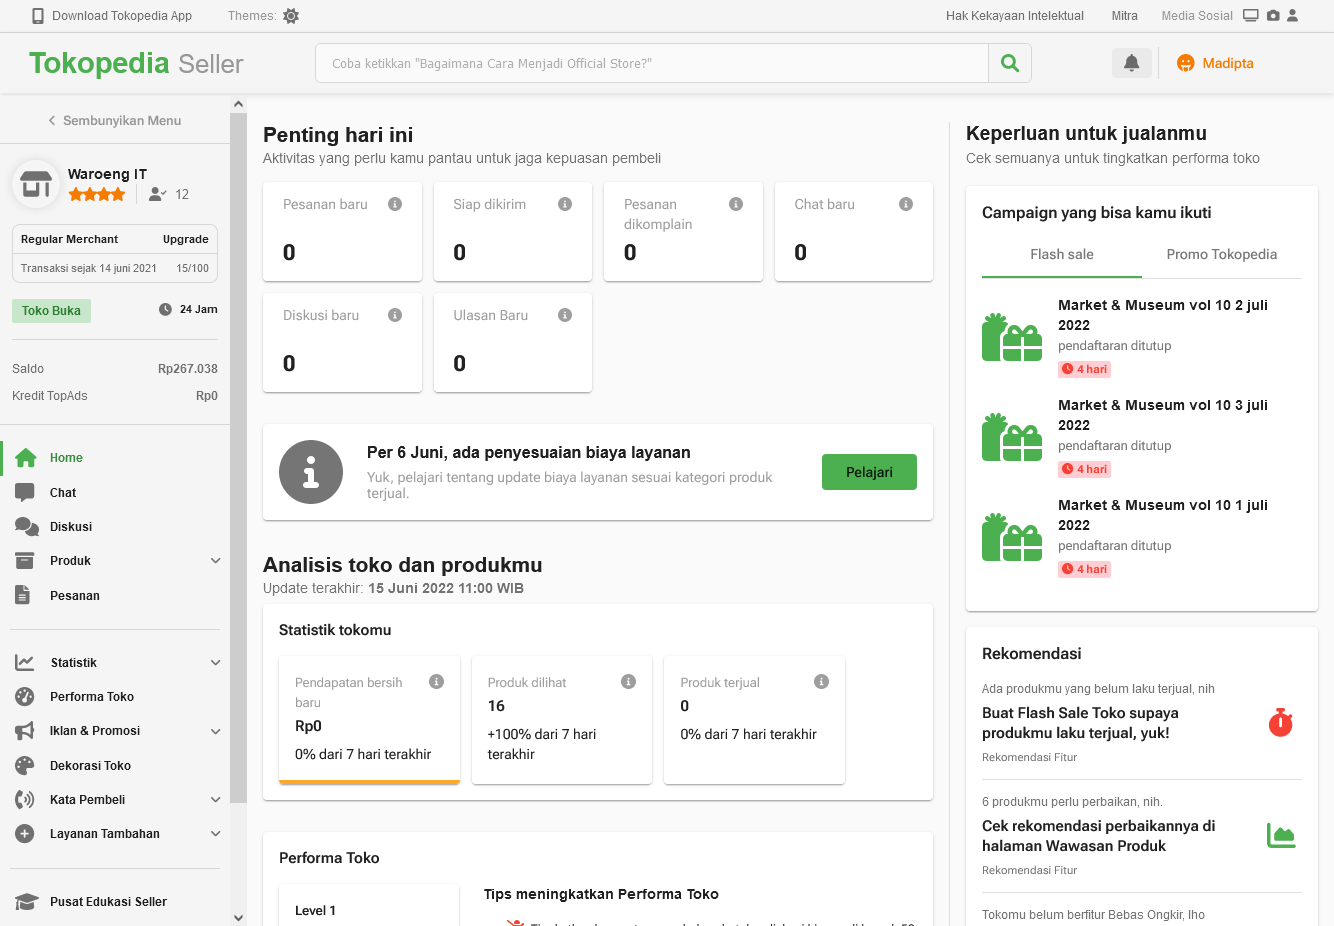 Download Tokopedia App
Themes:
Hak Kekayaan Intelektual
Mitra
Media Sosial
Tokopedia Seller
Coba ketikkan "Bagaimana Cara Menjadi Official Store?"
Madipta
Sembunyikan Menu
Waroeng IT
12
Regular Merchant Upgrade
Transaksi sejak 14 juni 2021 15/100
Toko Buka 24 Jam
Saldo Rp267.038
Kredit TopAds Rp0
Home
Chat
Diskusi
Produk
Pesanan
Statistik
Performa Toko
Iklan & Promosi
Dekorasi Toko
Kata Pembeli
Layanan Tambahan
Pusat Edukasi Seller
Penting hari ini
Aktivitas yang perlu kamu pantau untuk jaga kepuasan pembeli
Pesanan baru
0
Siap dikirim
0
Pesanan
dikomplain
0
Chat baru
0
Diskusi baru
0
Ulasan Baru
0
Per 6 Juni, ada penyesuaian biaya layanan
Yuk, pelajari tentang update biaya layanan sesuai kategori produk
terjual.
Pelajari
Analisis toko dan produkmu
Update terakhir: 15 Juni 2022 11:00 WIB
Statistik tokomu
Pendapatan bersih
baru
Rp0
0% dari 7 hari terakhir
Produk dilihat
16
+100% dari 7 hari
terakhir
Produk terjual
0
0% dari 7 hari terakhir
Performa Toko
Level 1
Tips meningkatkan Performa Toko
Keperluan untuk jualanmu
Cek semuanya untuk tingkatkan performa toko
Campaign yang bisa kamu ikuti
Flash sale
Promo Tokopedia
Market & Museum vol 10 2 juli
2022
pendaftaran ditutup
4 hari
Market & Museum vol 10 3 juli
2022
pendaftaran ditutup
4 hari
Market & Museum vol 10 1 juli
2022
pendaftaran ditutup
4 hari
Rekomendasi
Ada produkmu yang belum laku terjual, nih
Buat Flash Sale Toko supaya
produkmu laku terjual, yuk!
Rekomendasi Fitur
6 produkmu perlu perbaikan, nih.
Cek rekomendasi perbaikannya di
halaman Wawasan Produk
Rekomendasi Fitur
Tokomu belum berfitur Bebas Ongkir, lho